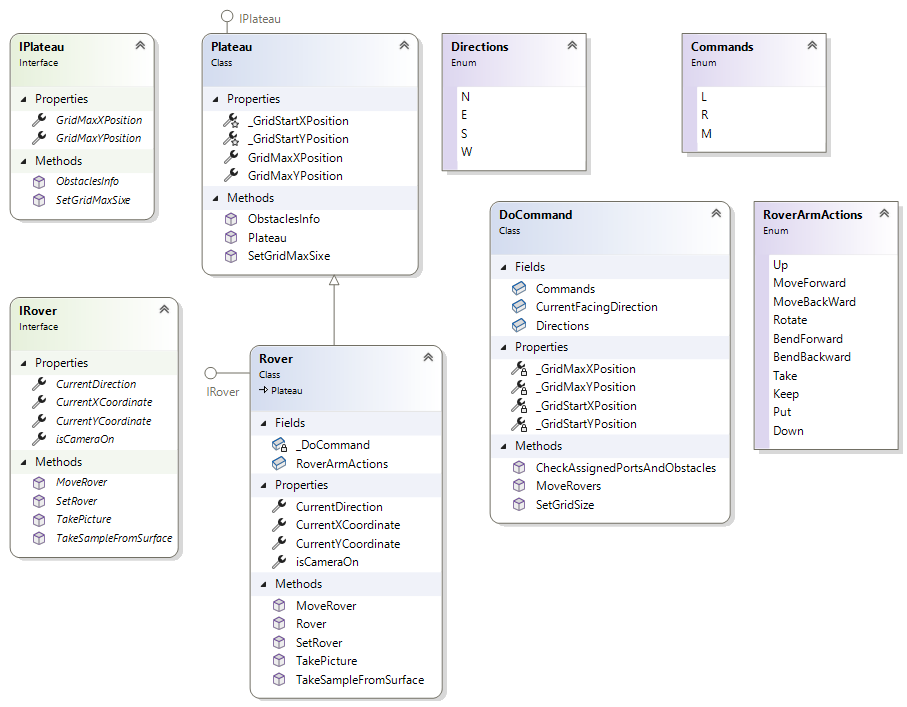 IPlateau
IPlateau
Interface
Properties
GridMaxXPosition
GridMaxYPosition
Methods
ObstaclesInfo
SetGridMaxSixe
Plateau
Class
Properties
_GridStartXPosition
_GridStartYPosition
GridMaxXPosition
GridMaxYPosition
Methods
ObstaclesInfo
Plateau
SetGridMaxSixe
Directions
Enum
N
E
S
W
Commands
Enum
L
R
M
IRover
Interface
Properties
CurrentDirection
CurrentXCoordinate
CurrentYCoordinate
isCameraOn
Methods
MoveRover
SetRover
TakePicture
TakeSampleFromSurface
IRover
Rover
Class
Plateau
Fields
_DoCommand
RoverArmActions
Properties
CurrentDirection
CurrentXCoordinate
CurrentYCoordinate
isCameraOn
Methods
MoveRover
Rover
SetRover
TakePicture
TakeSampleFromSurface
DoCommand
Class
Fields
Commands
CurrentFacingDirection
Directions
Properties
_GridMaxXPosition
_GridMaxYPosition
_GridStartXPosition
_GridStartYPosition
Methods
CheckAssignedPortsAndObstacles
MoveRovers
SetGridSize
RoverArmActions
Enum
Up
MoveForward
MoveBackWard
Rotate
BendForward
BendBackward
Take
Keep
Put
Down